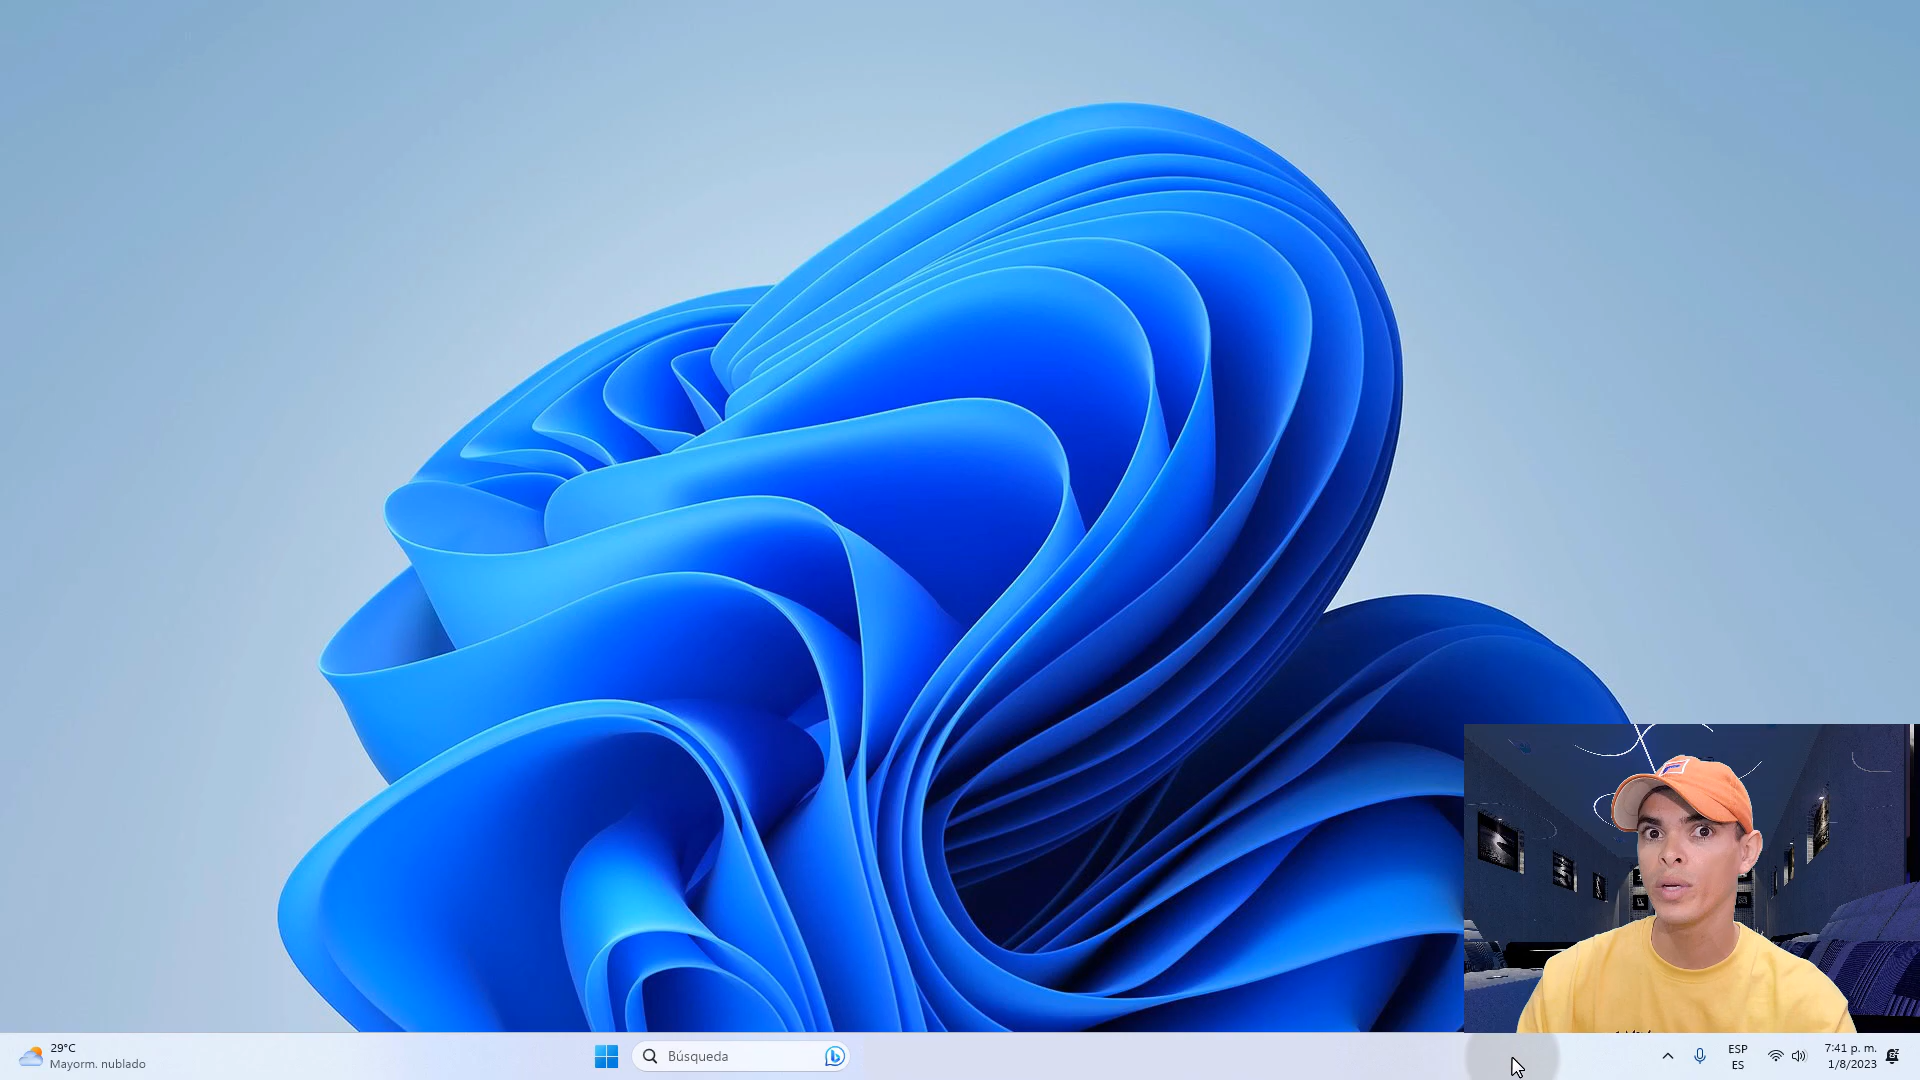 29°C
Mayorm. nublado
Búsqueda
ESP
ES
7:41 p. m.
1/8/2023